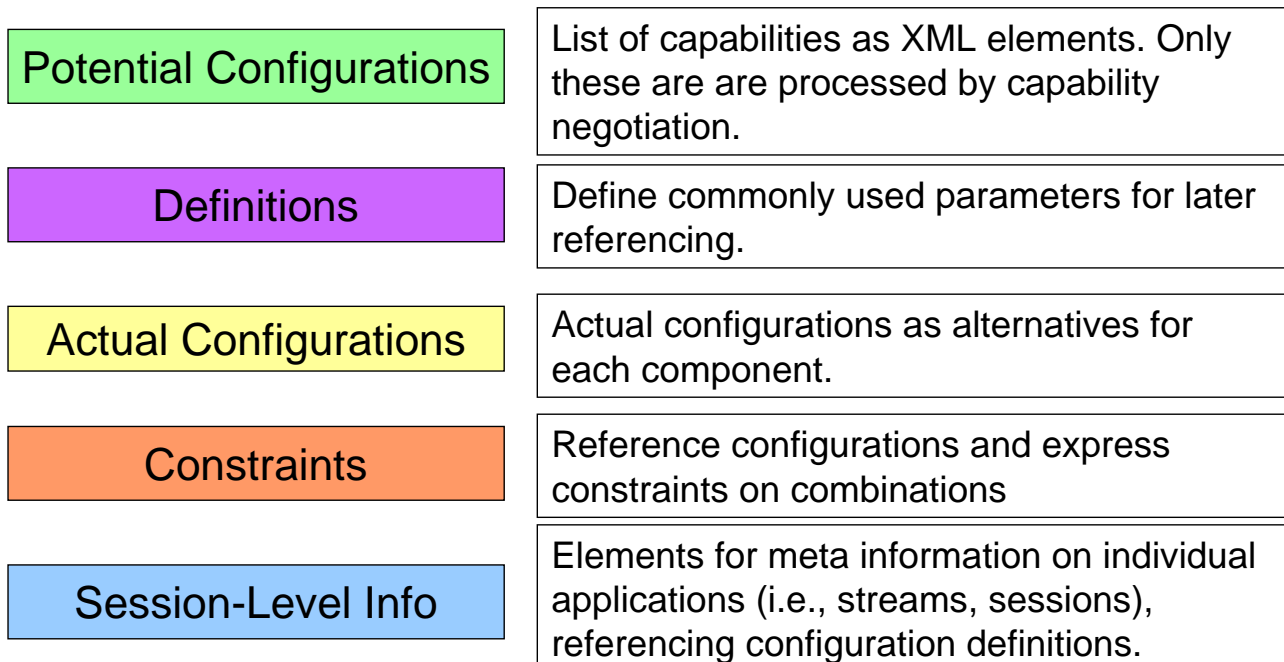 Potential Configurations
List of capabilities as XML elements. Only
these are are processed by capability
negotiation.
Definitions
Define commonly used parameters for later
referencing.
Actual Configurations
Actual configurations as alternatives for
each component.
Constraints
Reference configurations and express
constraints on combinations
Session-Level Info
Elements for meta information on individual
applications (i.e., streams, sessions),
referencing configuration definitions.